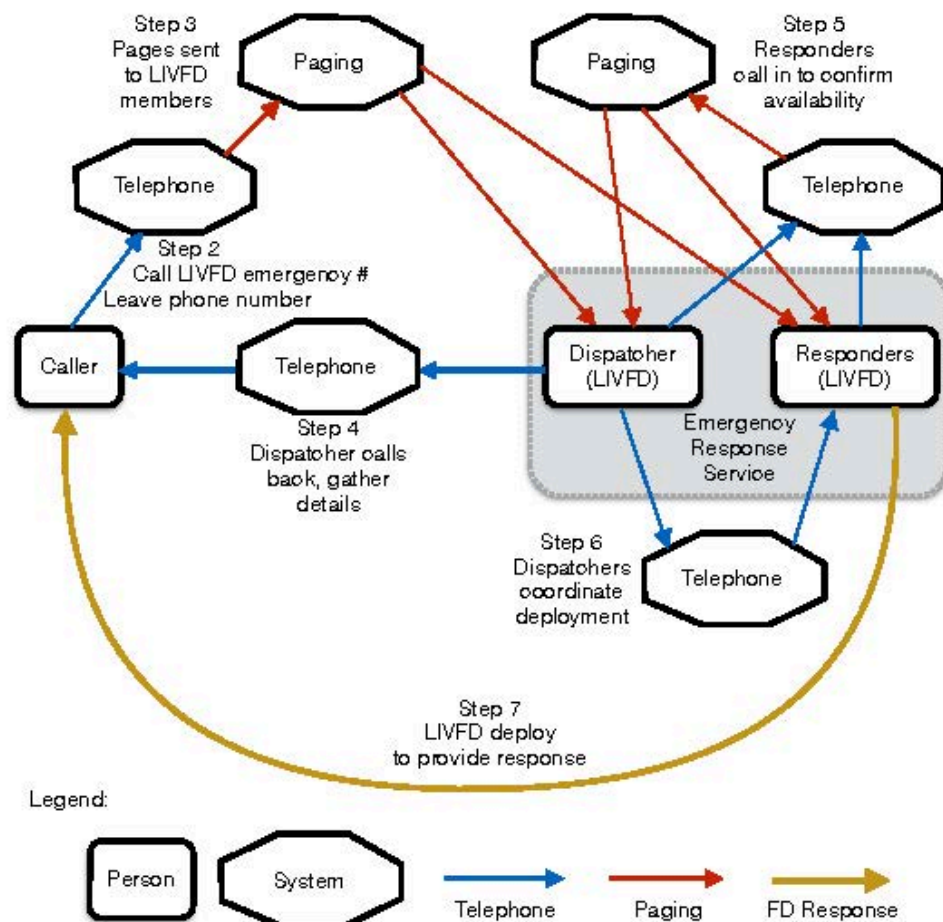 Step 3
Pages sent
to LIVFD
members
Paging
Paging
Step 5
Responders
call in to confirm
availability
Telephone
Telephone
Step 2
Call LIVFD emergency #
Leave phone number
Caller
Telephone
Dispatcher
(LIVFD)
Responders
(LIVFD)
Step 4
Dispatcher calls
back, gather
details
Emergency
Response
Service
Step 6
Dispatchers
coordinate
deployment
Telephone
Step 7
LIVFD deploy
to provide response
Legend:
Person
System
Telephone
Paging
FD Response